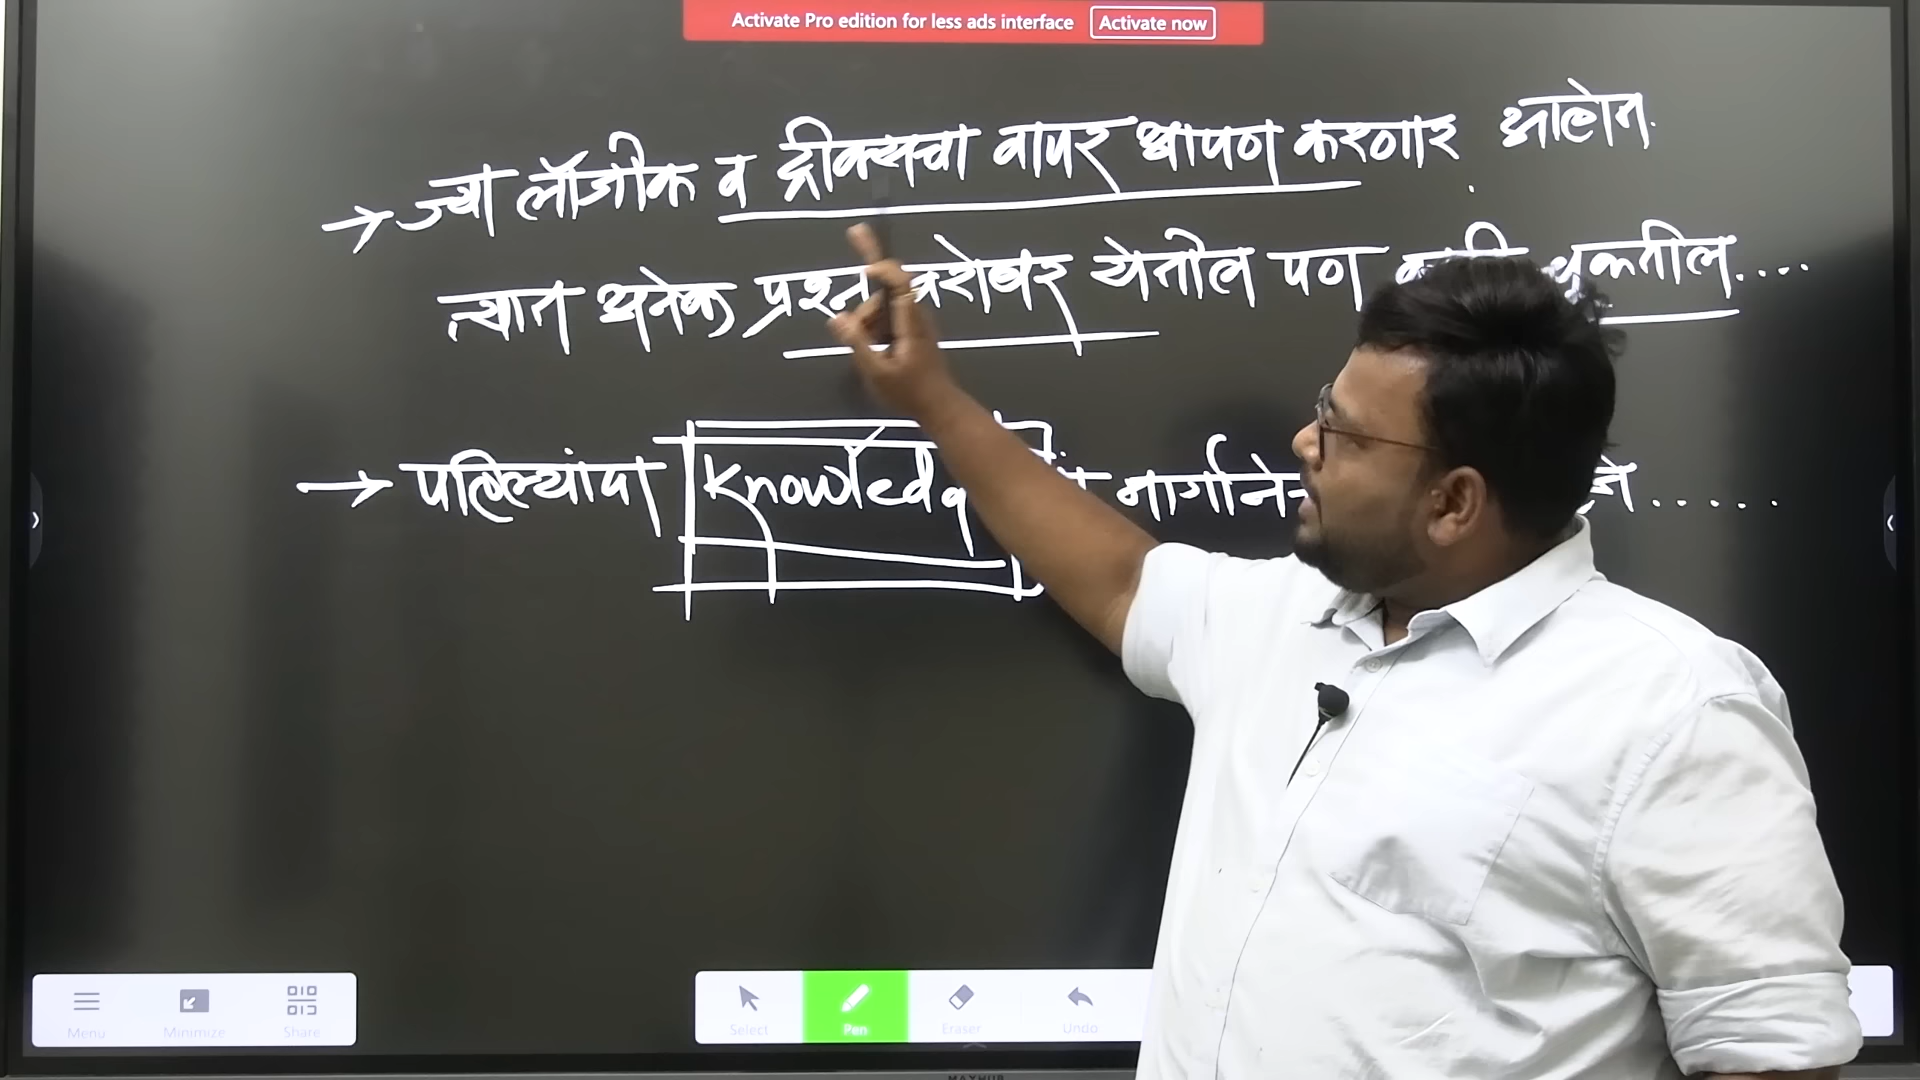 Activate Pro edition for less ads interface Activate now
→ ज्या लॉजीक व ट्रीक्सचा वापर आपण करणार आहोत.
त्यात अनेक प्रश्न बरोबर येतील पण चुकतील....
→ पहिल्यांदा Knowledg मार्गाने .....
Menu Minimize Share Select Pen Eraser Undo
MAXHUB